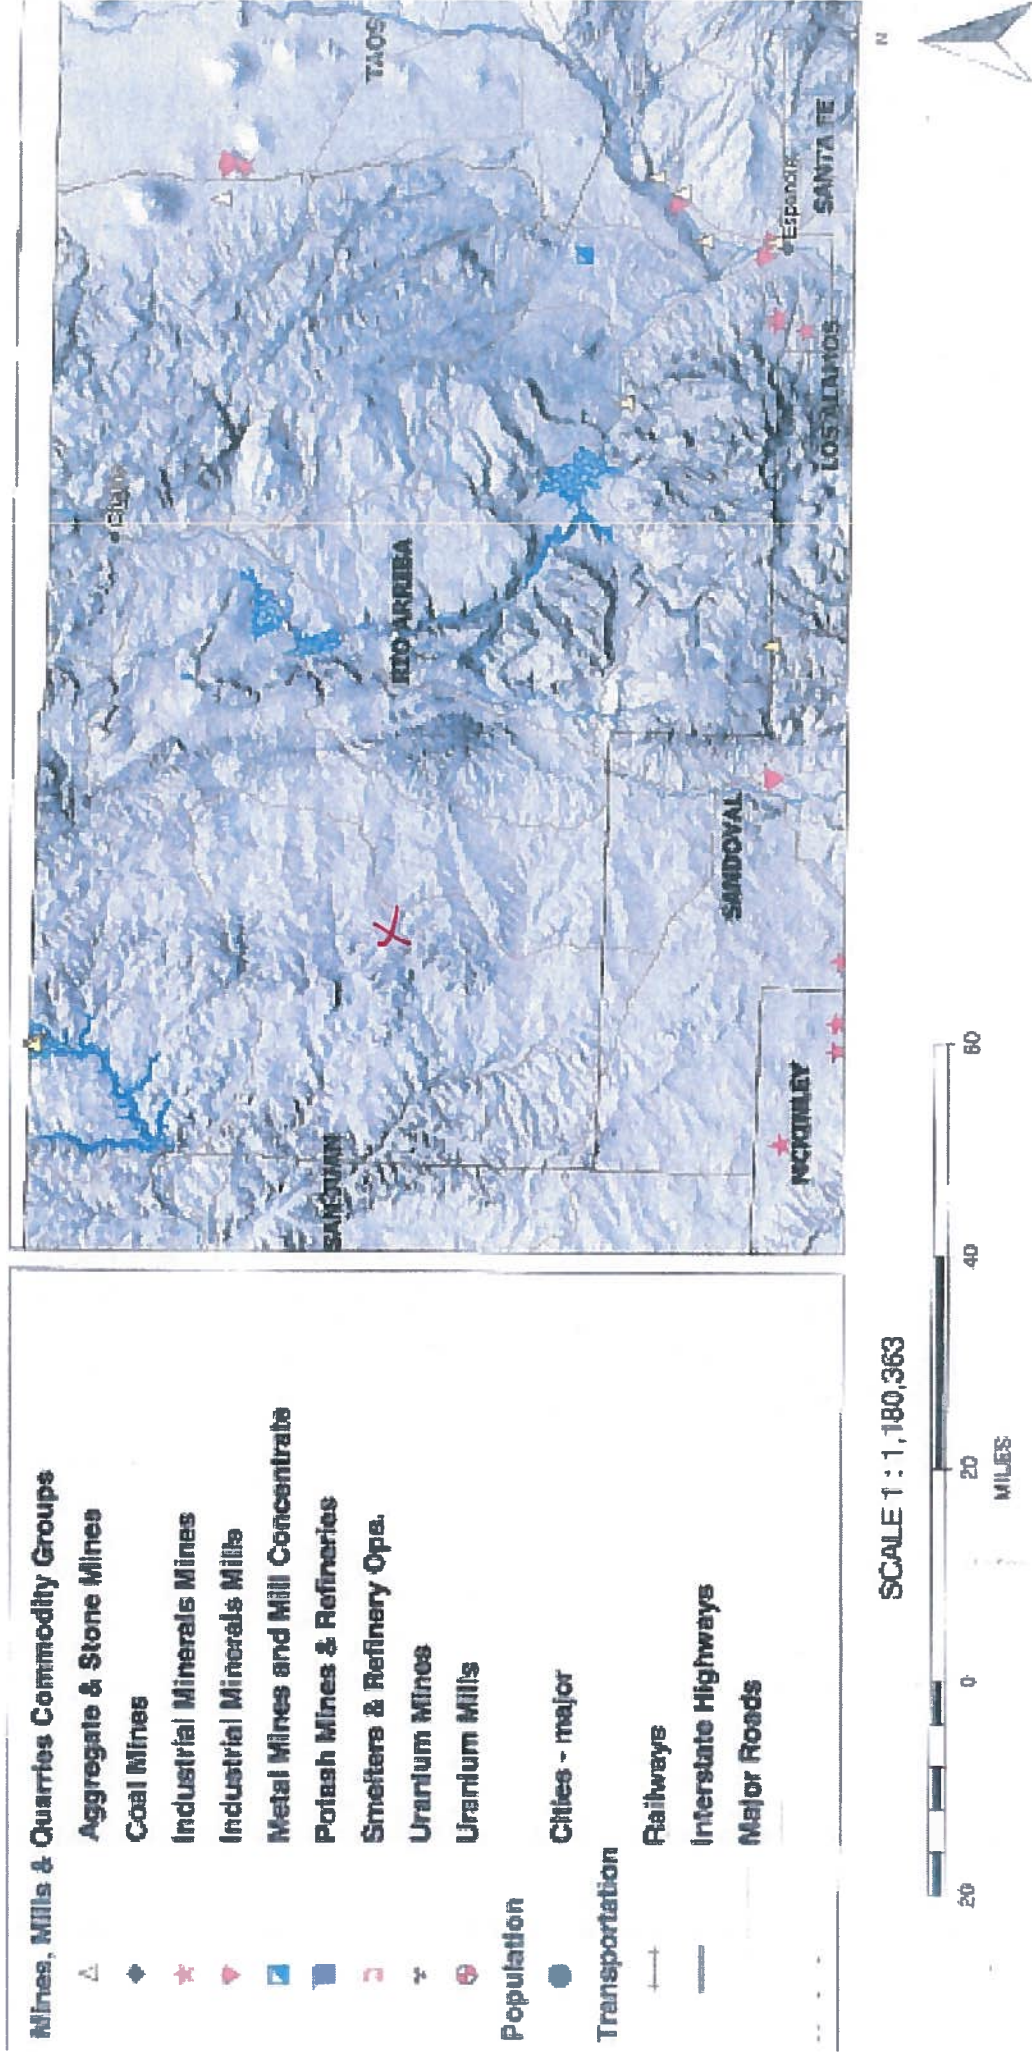 Mines, Mills & Quarries Commodity Groups
Aggregate & Stone Mines
Coal Mines
Industrial Minerals Mines
Industrial Minerals Mills
Metal Mines and Mill Concentrate
Potash Mines & Refineries
Smelters & Refinery Ops.
Uranium Mines
Uranium Mills
Population
Cities - major
Transportation
Railways
Interstate Highways
Major Roads
SAN JUAN
MCKINLEY
SANDOVAL
RIO ARRIBA
Chama
LOS ALAMOS
Espanola
SANTA FE
TAOS
SCALE 1 : 1,180,363
20 0 20 40 60
MILES
N